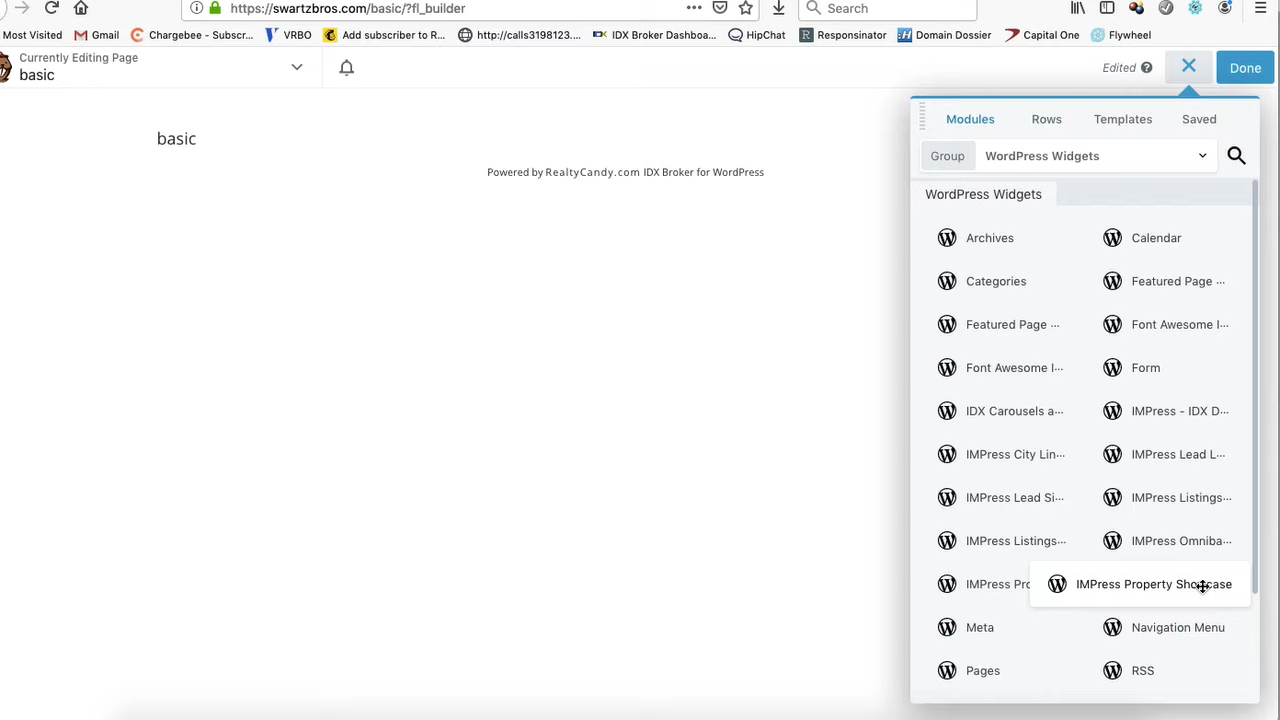 https://swartzbros.com/basic/?fl_builder
Search
Most Visited
Gmail
Chargebee - Subscr...
VRBO
Add subscriber to R...
http://calls3198123....
IDX Broker Dashboa...
HipChat
Responsinator
Domain Dossier
Capital One
Flywheel
Currently Editing Page
basic
Edited
Done
basic
Powered by RealtyCandy.com IDX Broker for WordPress
Modules
Rows
Templates
Saved
Group
WordPress Widgets
WordPress Widgets
Archives
Calendar
Categories
Featured Page ...
Featured Page ...
Font Awesome I...
Font Awesome I...
Form
IDX Carousels a...
IMPress - IDX D...
IMPress City Lin...
IMPress Lead L...
IMPress Lead Si...
IMPress Listings...
IMPress Listings...
IMPress Omniba...
IMPress Pro
IMPress Property Showcase
Meta
Navigation Menu
Pages
RSS